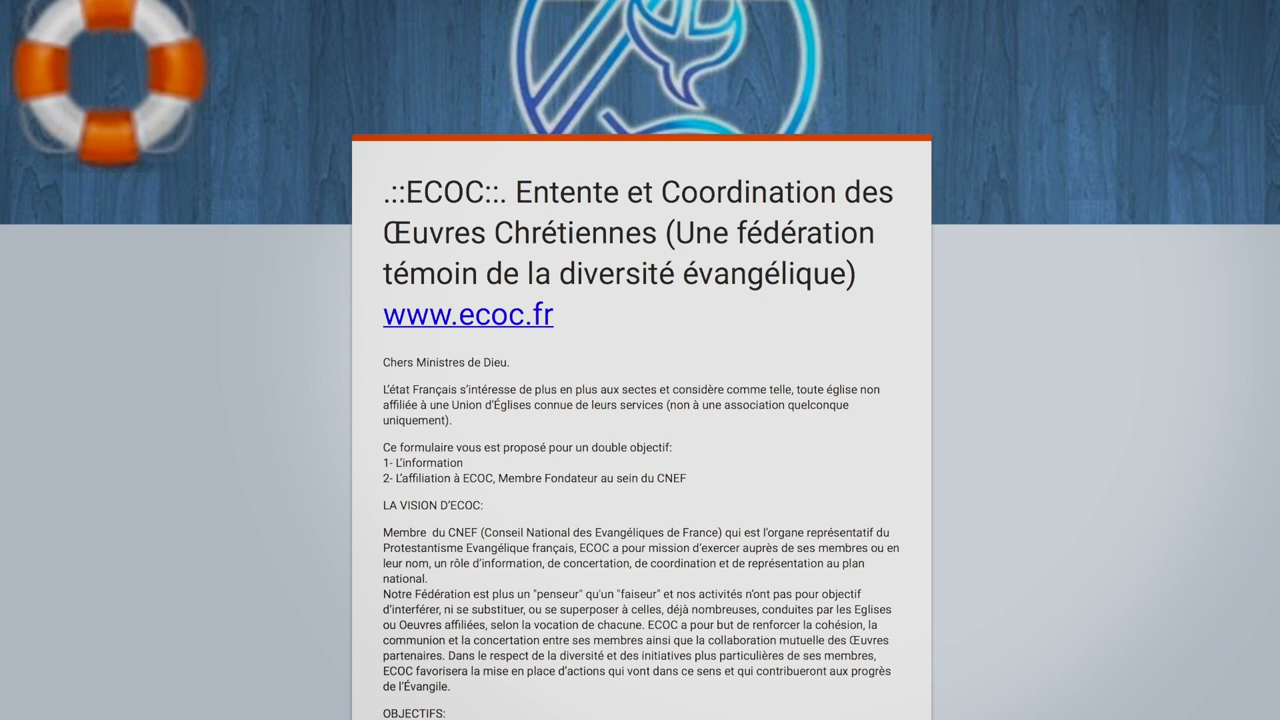 .::ECOC::. Entente et Coordination des
Œuvres Chrétiennes (Une fédération
témoin de la diversité évangélique)
www.ecoc.fr
Chers Ministres de Dieu.
L’état Français s’intéresse de plus en plus aux sectes et considère comme telle, toute église non
affiliée à une Union d’Églises connue de leurs services (non à une association quelconque
uniquement).
Ce formulaire vous est proposé pour un double objectif:
1- L’information
2- L’affiliation à ECOC, Membre Fondateur au sein du CNEF
LA VISION D’ECOC:
Membre  du CNEF (Conseil National des Evangéliques de France) qui est l'organe représentatif du
Protestantisme Evangélique français, ECOC a pour mission d’exercer auprès de ses membres ou en
leur nom, un rôle d’information, de concertation, de coordination et de représentation au plan
national.
Notre Fédération est plus un "penseur" qu'un "faiseur" et nos activités n’ont pas pour objectif
d’interférer, ni se substituer, ou se superposer à celles, déjà nombreuses, conduites par les Eglises
ou Oeuvres affiliées, selon la vocation de chacune. ECOC a pour but de renforcer la cohésion, la
communion et la concertation entre ses membres ainsi que la collaboration mutuelle des Œuvres
partenaires. Dans le respect de la diversité et des initiatives plus particulières de ses membres,
ECOC favorisera la mise en place d’actions qui vont dans ce sens et qui contribueront aux progrès
de l’Évangile.
OBJECTIFS: